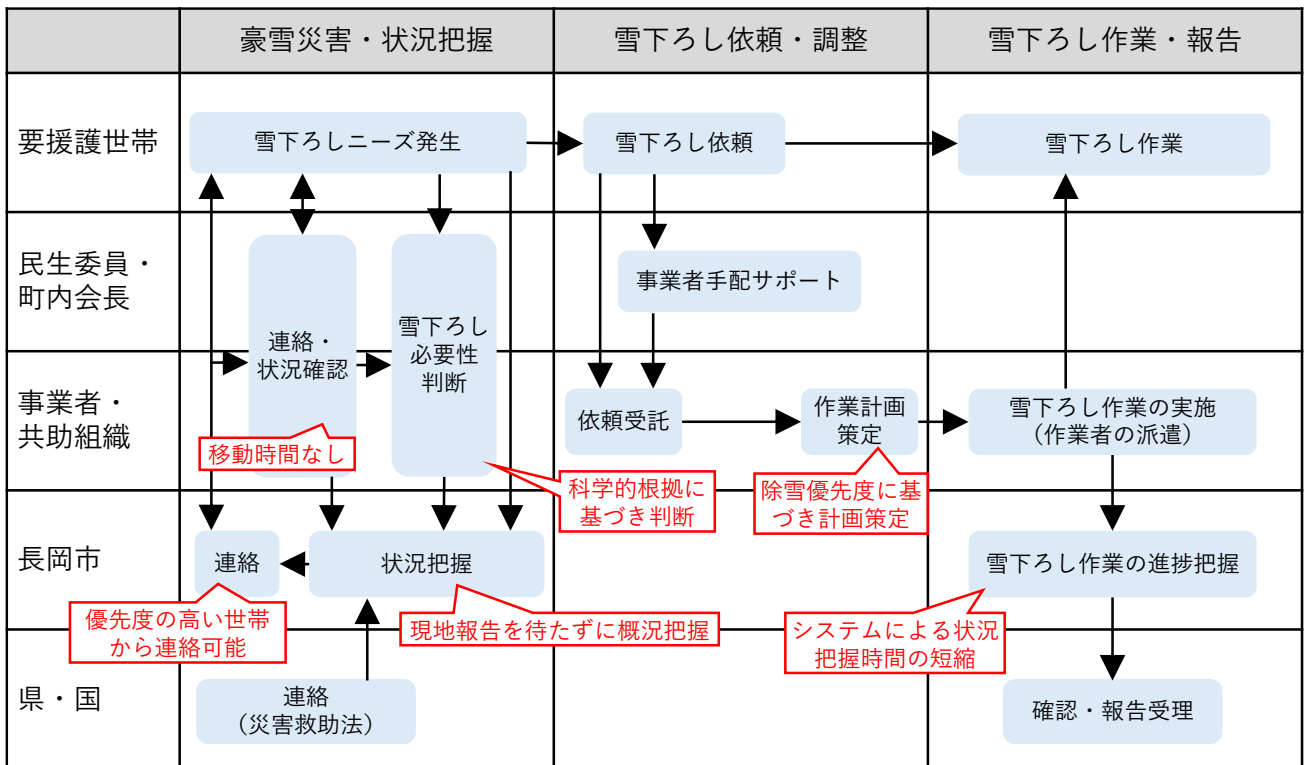 豪雪災害・状況把握
雪下ろし依頼・調整
雪下ろし作業・報告
要援護世帯
雪下ろしニーズ発生
雪下ろし依頼
雪下ろし作業
民生委員・
町内会長
連絡・
状況確認
雪下ろし
必要性
判断
事業者手配サポート
事業者・
共助組織
移動時間なし
科学的根拠に
基づき判断
依頼受託
作業計画
策定
除雪優先度に基
づき計画策定
雪下ろし作業の実施
（作業者の派遣）
長岡市
連絡
状況把握
優先度の高い世帯
から連絡可能
現地報告を待たずに概況把握
雪下ろし作業の進捗把握
システムによる状況
把握時間の短縮
県・国
連絡
（災害救助法）
確認・報告受理